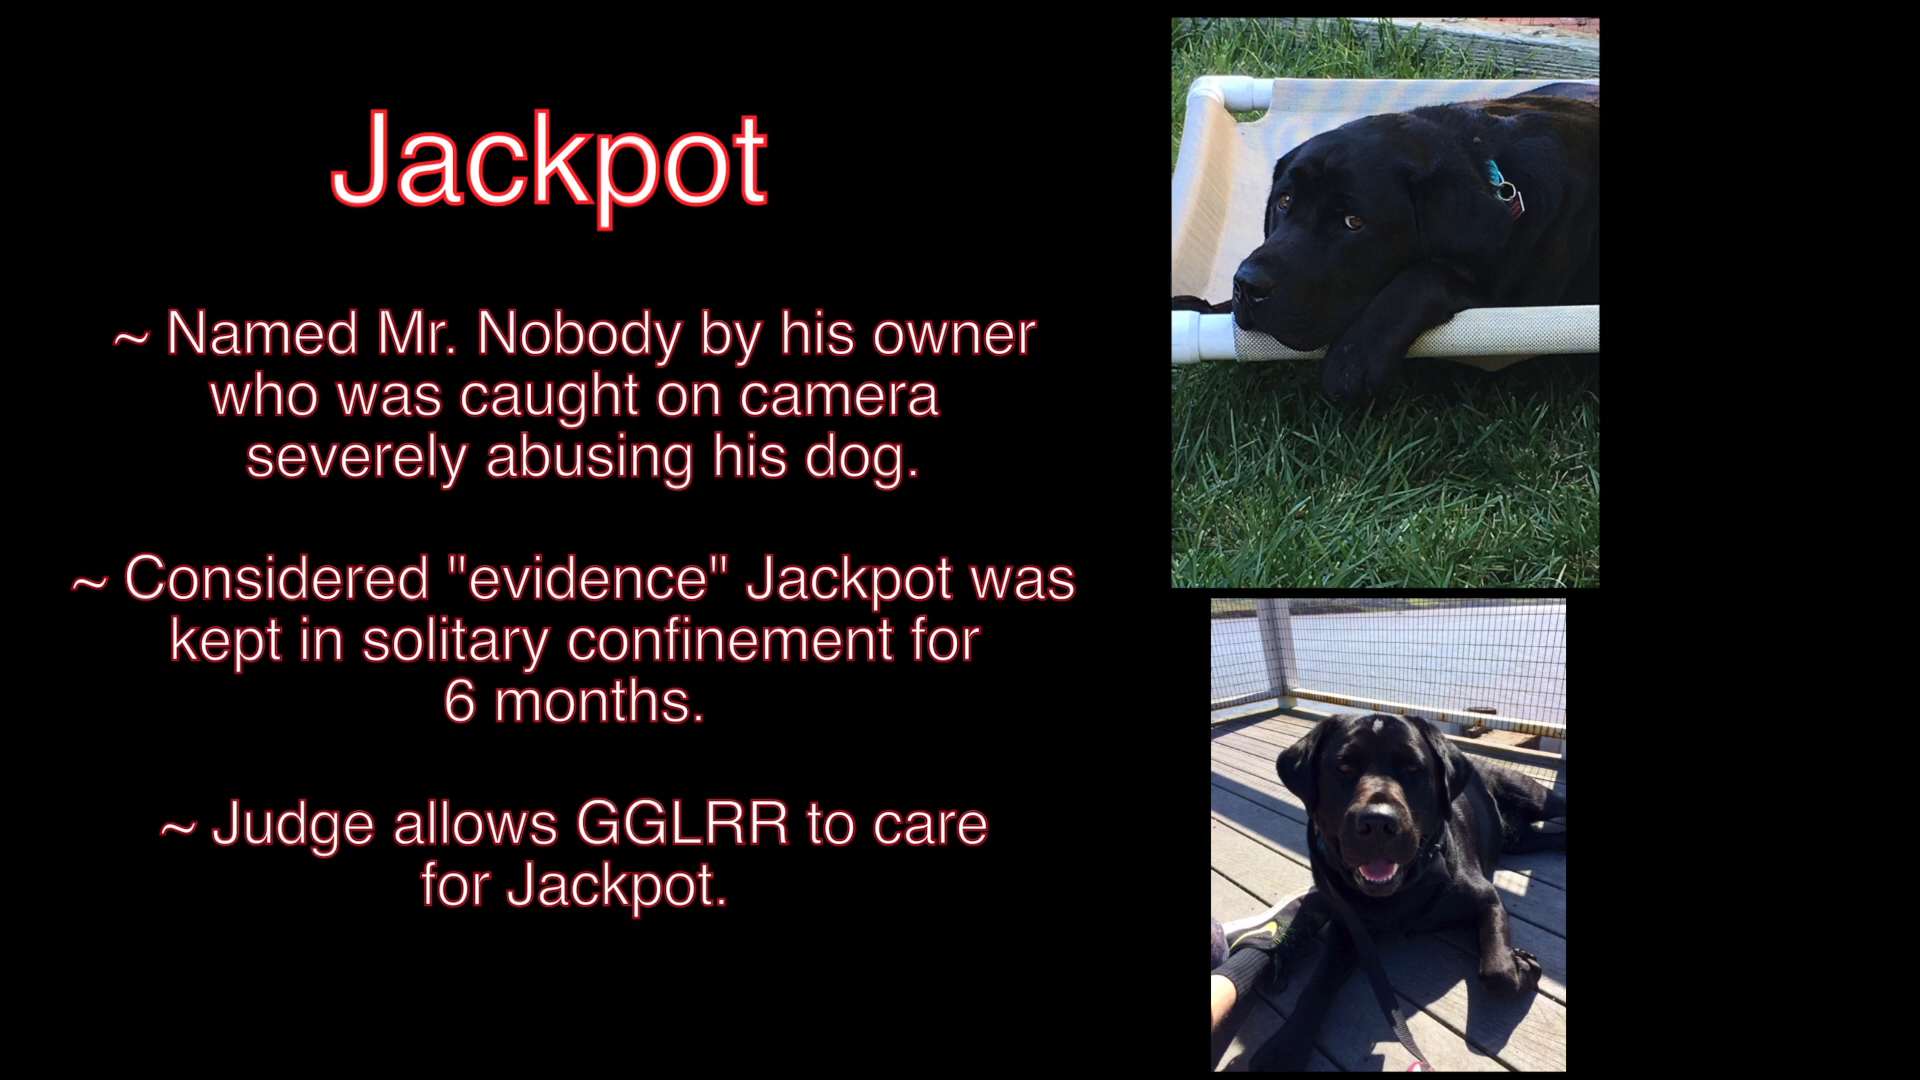 Jackpot
~ Named Mr. Nobody by his owner
who was caught on camera
severely abusing his dog.
~ Considered "evidence" Jackpot was
kept in solitary confinement for
6 months.
~ Judge allows GGLRR to care
for Jackpot.